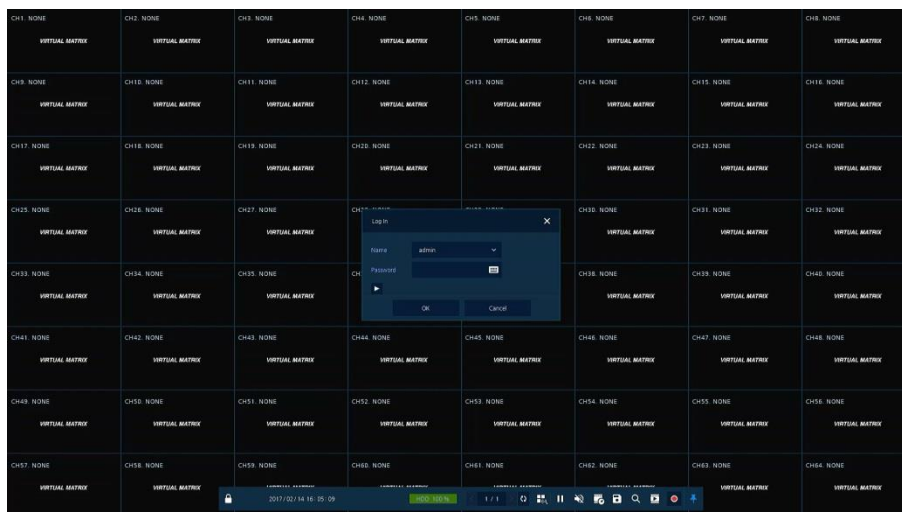 CH1. NONE CH2. NONE CH3. NONE CH4. NONE CH5. NONE CH6. NONE CH7. NONE CH8. NONE
VIRTUAL MATRIX VIRTUAL MATRIX VIRTUAL MATRIX VIRTUAL MATRIX VIRTUAL MATRIX VIRTUAL MATRIX VIRTUAL MATRIX VIRTUAL MATRIX
CH9. NONE CH10. NONE CH11. NONE CH12. NONE CH13. NONE CH14. NONE CH15. NONE CH16. NONE
VIRTUAL MATRIX VIRTUAL MATRIX VIRTUAL MATRIX VIRTUAL MATRIX VIRTUAL MATRIX VIRTUAL MATRIX VIRTUAL MATRIX VIRTUAL MATRIX
CH17. NONE CH18. NONE CH19. NONE CH20. NONE CH21. NONE CH22. NONE CH23. NONE CH24. NONE
VIRTUAL MATRIX VIRTUAL MATRIX VIRTUAL MATRIX VIRTUAL MATRIX VIRTUAL MATRIX VIRTUAL MATRIX VIRTUAL MATRIX VIRTUAL MATRIX
CH25. NONE CH26. NONE CH27. NONE CH30. NONE CH31. NONE CH32. NONE
Log In
VIRTUAL MATRIX VIRTUAL MATRIX VIRTUAL MATRIX VIRTUAL MATRIX VIRTUAL MATRIX VIRTUAL MATRIX
Name admin
Password
CH33. NONE CH34. NONE CH35. NONE CH CH38. NONE CH39. NONE CH40. NONE
VIRTUAL MATRIX VIRTUAL MATRIX VIRTUAL MATRIX VIRTUAL MATRIX VIRTUAL MATRIX VIRTUAL MATRIX
OK Cancel
CH41. NONE CH42. NONE CH43. NONE CH44. NONE CH45. NONE CH46. NONE CH47. NONE CH48. NONE
VIRTUAL MATRIX VIRTUAL MATRIX VIRTUAL MATRIX VIRTUAL MATRIX VIRTUAL MATRIX VIRTUAL MATRIX VIRTUAL MATRIX VIRTUAL MATRIX
CH49. NONE CH50. NONE CH51. NONE CH52. NONE CH53. NONE CH54. NONE CH55. NONE CH56. NONE
VIRTUAL MATRIX VIRTUAL MATRIX VIRTUAL MATRIX VIRTUAL MATRIX VIRTUAL MATRIX VIRTUAL MATRIX VIRTUAL MATRIX VIRTUAL MATRIX
CH57. NONE CH58. NONE CH59. NONE CH60. NONE CH61. NONE CH62. NONE CH63. NONE CH64. NONE
VIRTUAL MATRIX VIRTUAL MATRIX VIRTUAL MATRIX
2017/02/14 16:05:09 HDD 100% 1 / 1